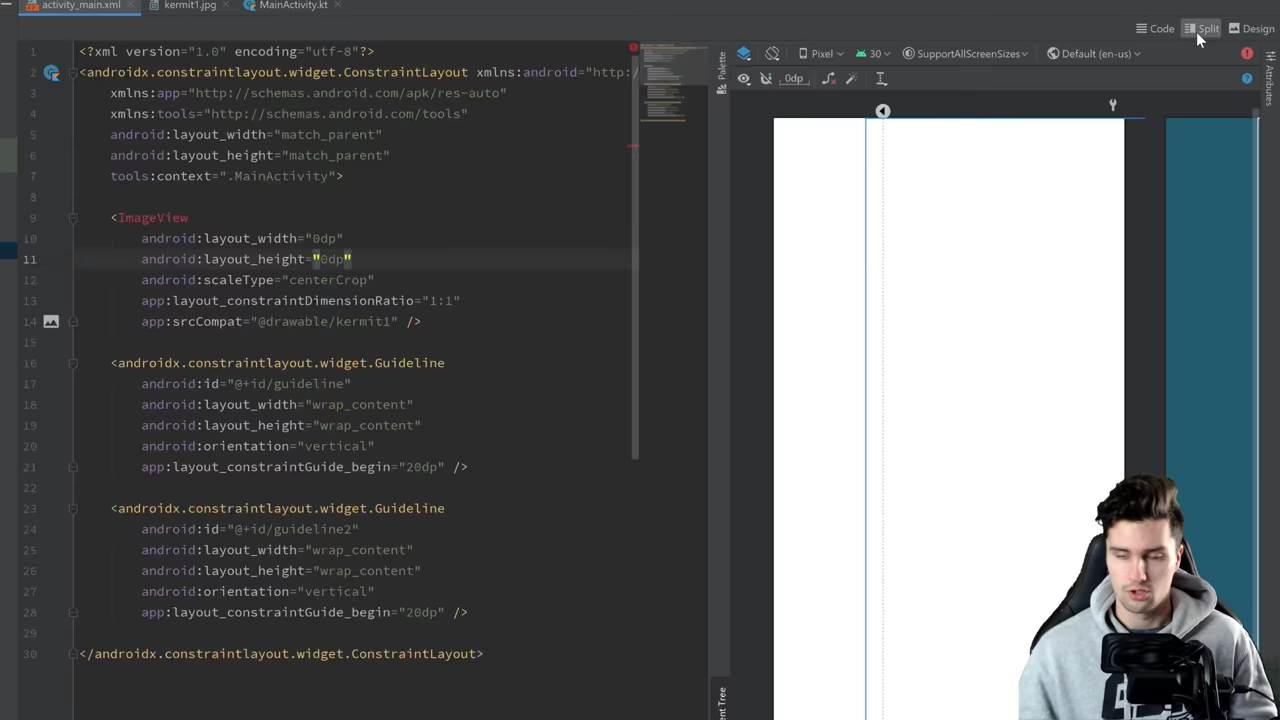 activity_main.xml
kermit1.jpg
MainActivity.kt
Code
Split
Design
1 <?xml version="1.0" encoding="utf-8"?>
2 <androidx.constraintlayout.widget.ConstraintLayout xmlns:android="http:/
3 xmlns:app="http://schemas.android.com/apk/res-auto"
4 xmlns:tools="http://schemas.android.com/tools"
5 android:layout_width="match_parent"
6 android:layout_height="match_parent"
7 tools:context=".MainActivity">
8
9 <ImageView
10 android:layout_width="0dp"
11 android:layout_height="0dp"
12 android:scaleType="centerCrop"
13 app:layout_constraintDimensionRatio="1:1"
14 app:srcCompat="@drawable/kermit1" />
15
16 <androidx.constraintlayout.widget.Guideline
17 android:id="@+id/guideline"
18 android:layout_width="wrap_content"
19 android:layout_height="wrap_content"
20 android:orientation="vertical"
21 app:layout_constraintGuide_begin="20dp" />
22
23 <androidx.constraintlayout.widget.Guideline
24 android:id="@+id/guideline2"
25 android:layout_width="wrap_content"
26 android:layout_height="wrap_content"
27 android:orientation="vertical"
28 app:layout_constraintGuide_begin="20dp" />
29
30 </androidx.constraintlayout.widget.ConstraintLayout>
Palette
Pixel
30
SupportAllScreenSizes
Default (en-us)
0dp
Attributes
nt Tree